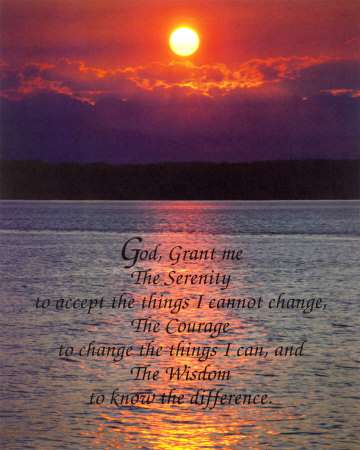 God, Grant me
The Serenity
to accept the things I cannot change,
The Courage
to change the things I can, and
The Wisdom
to know the difference.